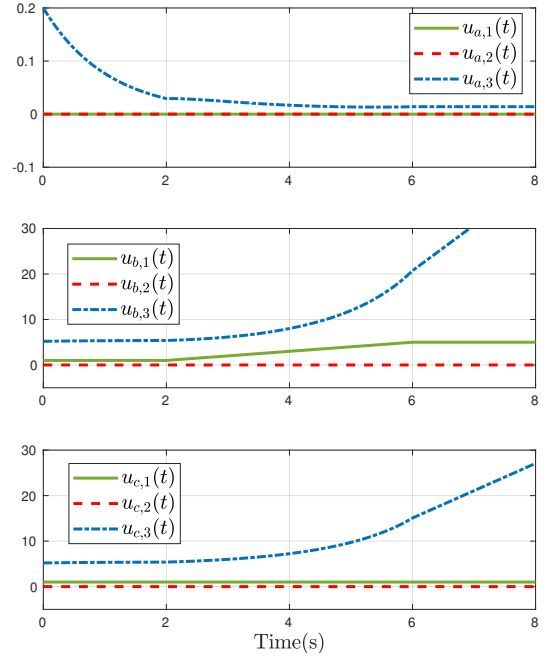 0.2
0.1
0
-0.1
0 2 4 6 8
u_{a,1}(t)
u_{a,2}(t)
u_{a,3}(t)
30
20
10
0
0 2 4 6 8
u_{b,1}(t)
u_{b,2}(t)
u_{b,3}(t)
30
20
10
0
0 2 4 6 8
u_{c,1}(t)
u_{c,2}(t)
u_{c,3}(t)
Time(s)